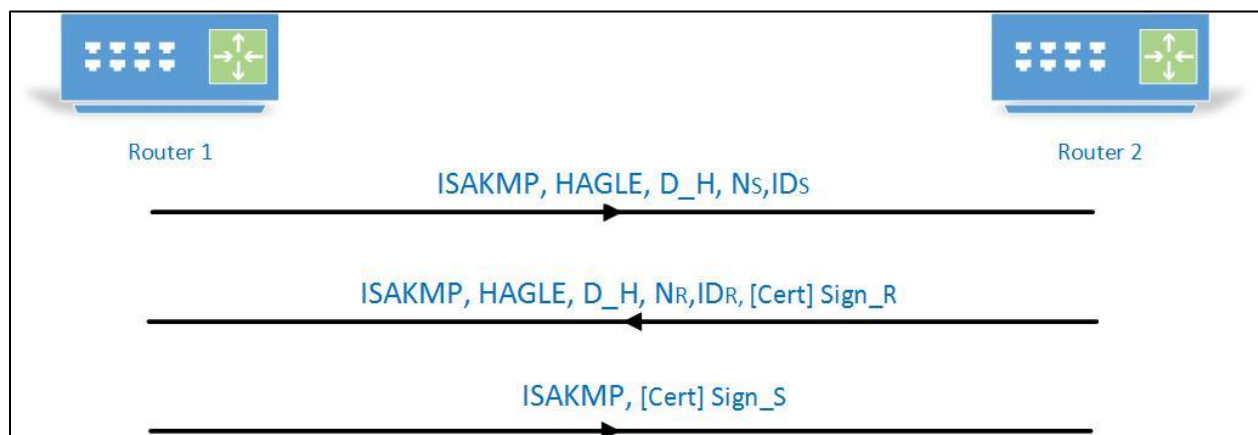 Router 1
Router 2
ISAKMP, HAGLE, D_H, NS,IDS
ISAKMP, HAGLE, D_H, NR,IDR, [Cert] Sign_R
ISAKMP, [Cert] Sign_S